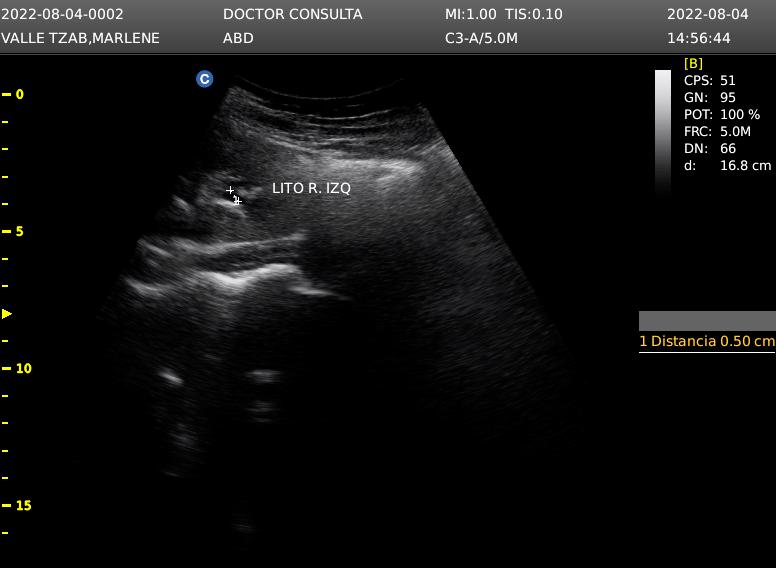 2022-08-04-0002 DOCTOR CONSULTA MI:1.00 TIS:0.10 2022-08-04
VALLE TZAB,MARLENE ABD C3-A/5.0M 14:56:44
C
[B]
CPS: 51
GN: 95
POT: 100 %
FRC: 5.0M
DN: 66
d: 16.8 cm
0
LITO R. IZQ
5
1 Distancia 0.50 cm
10
15